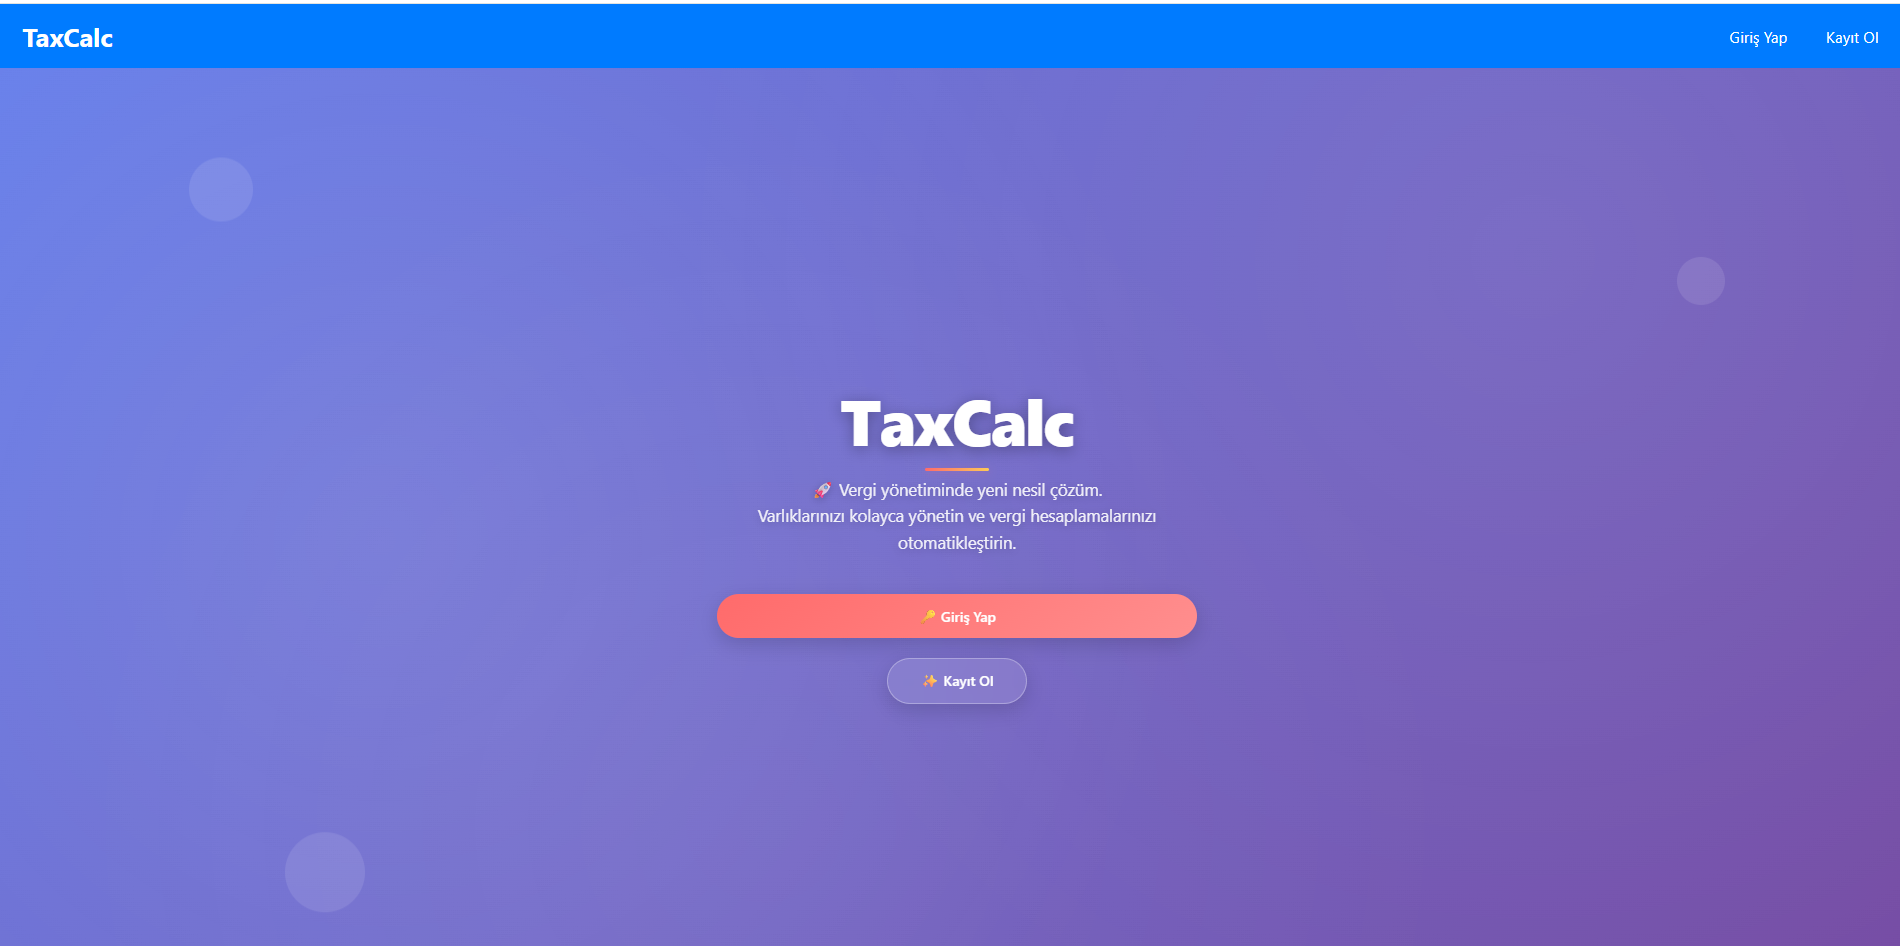 TaxCalc
Giriş Yap
Kayıt Ol
TaxCalc
🚀 Vergi yönetiminde yeni nesil çözüm.
Varlıklarınızı kolayca yönetin ve vergi hesaplamalarınızı
otomatikleştirin.
🔑 Giriş Yap
✨ Kayıt Ol